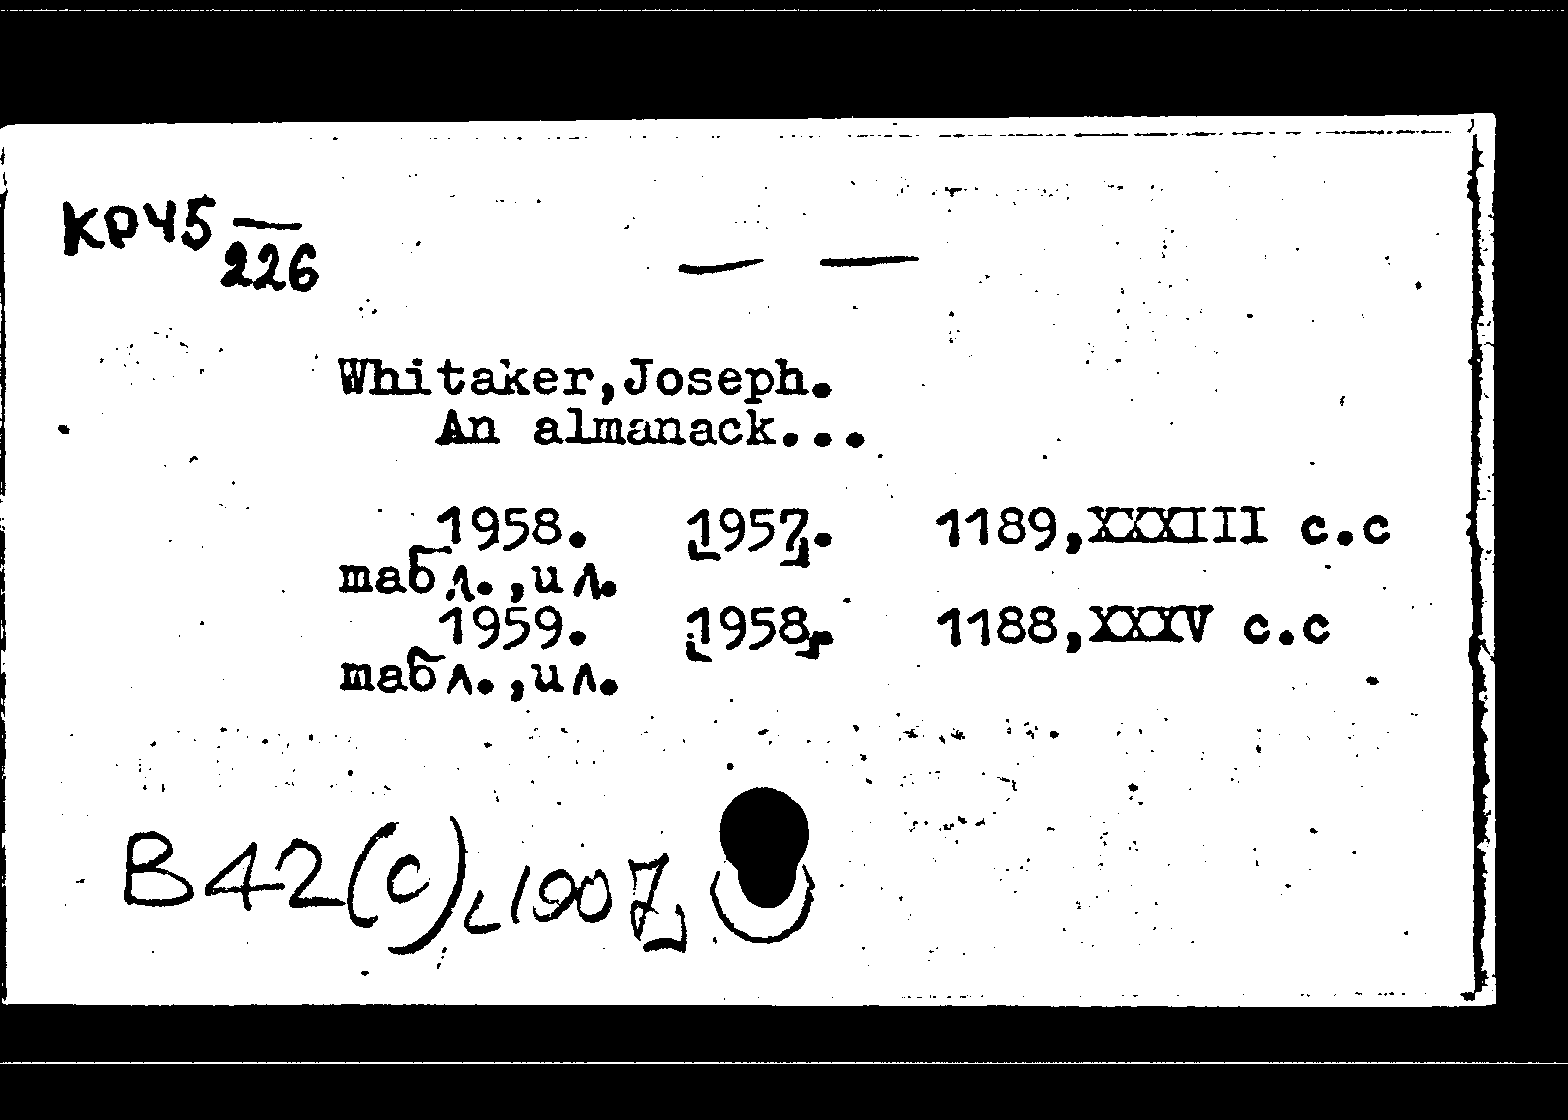 КР45 —
226
— —
Whitaker,Joseph.
An almanack...
1958. [1957]. 1189,XXXIII с.с
табл.,ил.
1959. [1958]. 1188,XXXV с.с
табл.,ил.
B42(c) [1907]